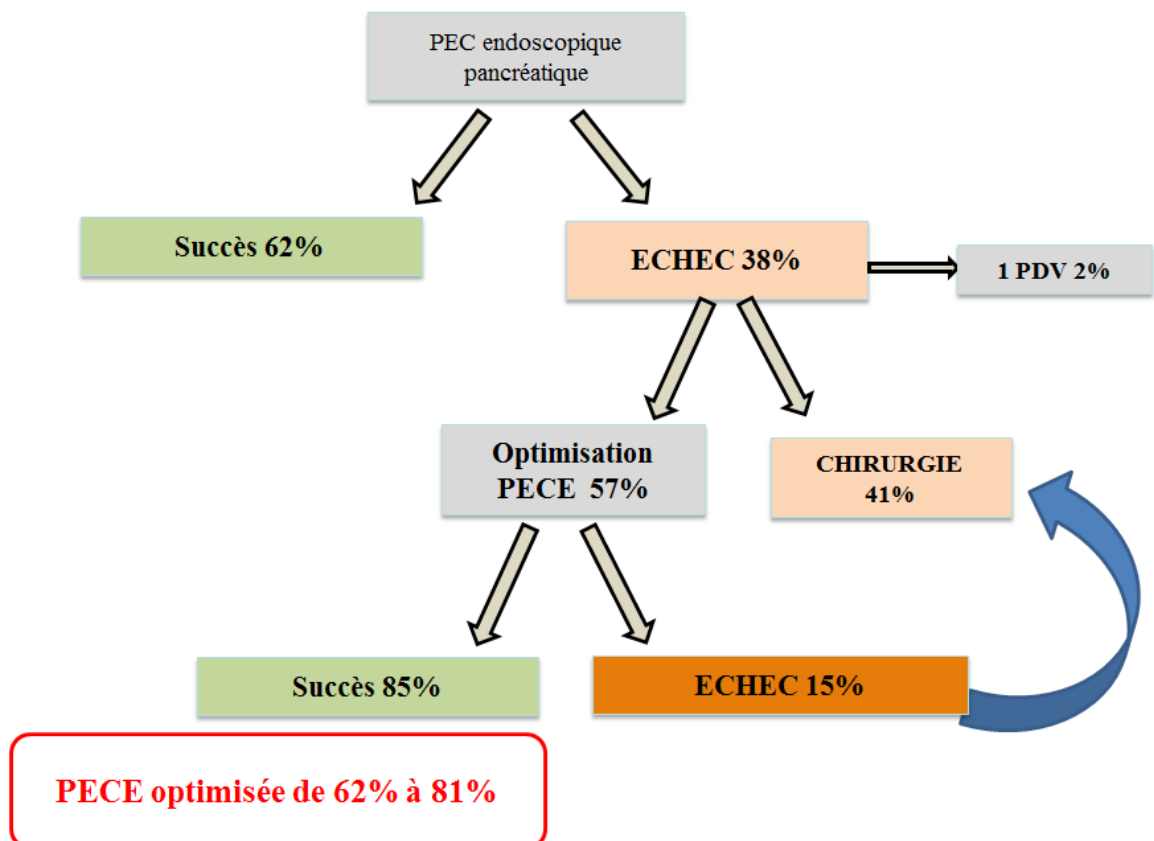 PEC endoscopique
pancréatique
Succès 62%
ECHEC 38%
1 PDV 2%
Optimisation
PECE 57%
CHIRURGIE
41%
Succès 85%
ECHEC 15%
PECE optimisée de 62% à 81%